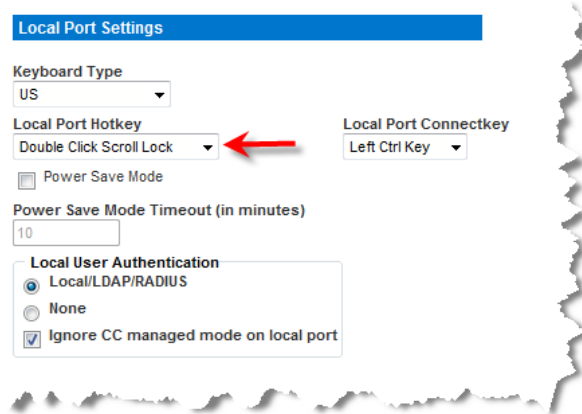 Local Port Settings
Keyboard Type
US
Local Port Hotkey
Local Port Connectkey
Double Click Scroll Lock
Left Ctrl Key
Power Save Mode
Power Save Mode Timeout (in minutes)
10
Local User Authentication
Local/LDAP/RADIUS
None
Ignore CC managed mode on local port